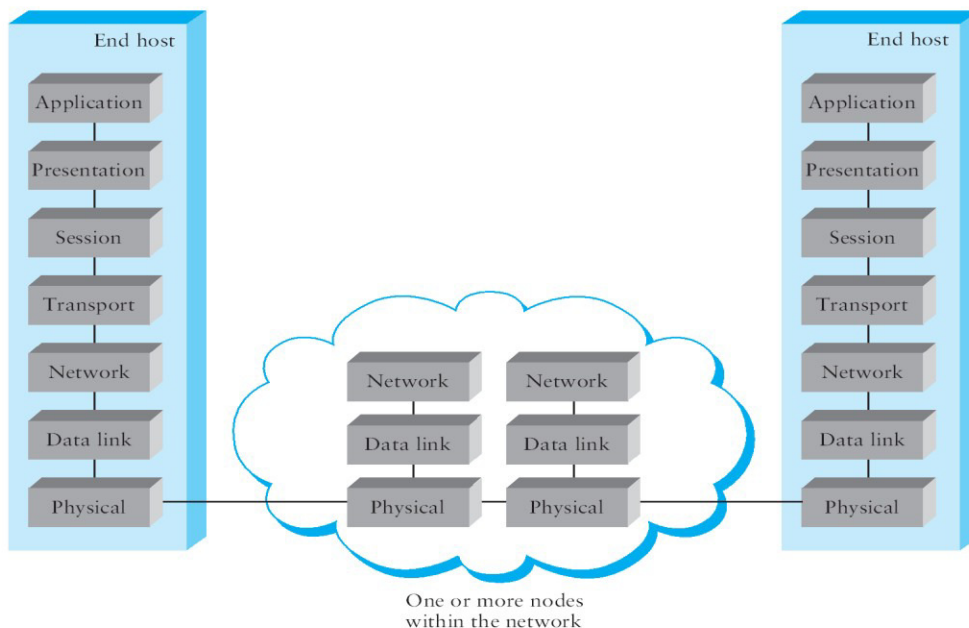 End host
Application
Presentation
Session
Transport
Network
Data link
Physical
Network
Data link
Physical
Network
Data link
Physical
One or more nodes
within the network
End host
Application
Presentation
Session
Transport
Network
Data link
Physical